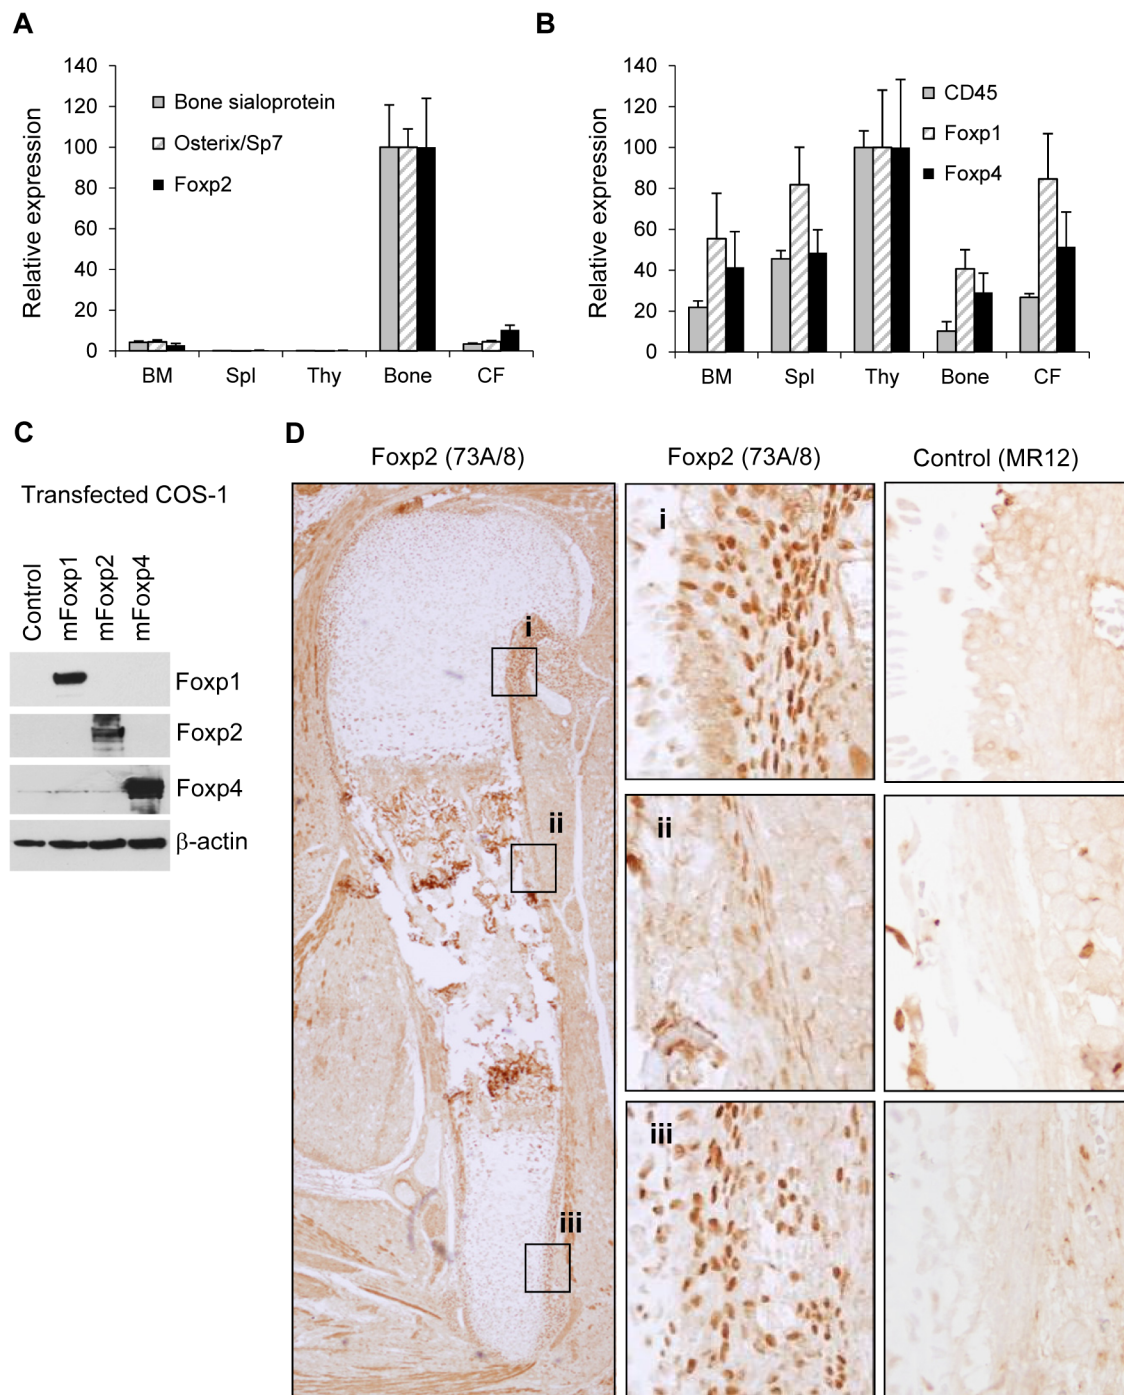 A
Relative expression
140
120
100
80
60
40
20
0
Bone sialoprotein
Osterix/Sp7
Foxp2
BM Spl Thy Bone CF
B
Relative expression
140
120
100
80
60
40
20
0
CD45
Foxp1
Foxp4
BM Spl Thy Bone CF
C
Transfected COS-1
Control
mFoxp1
mFoxp2
mFoxp4
Foxp1
Foxp2
Foxp4
β-actin
D
Foxp2 (73A/8)
Foxp2 (73A/8)
Control (MR12)
i
ii
iii
i
ii
iii